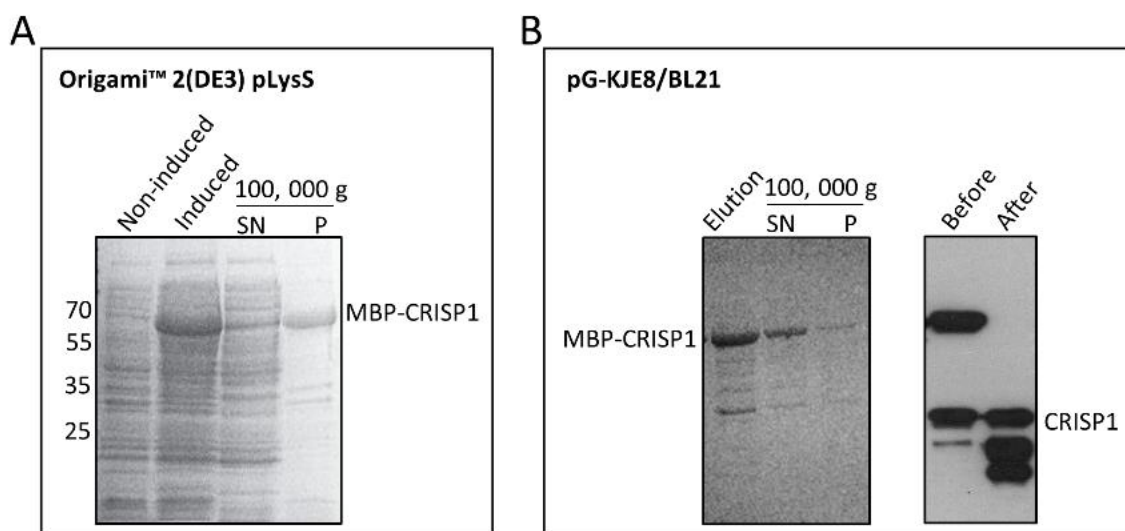 A
Origami™ 2(DE3) pLysS
Non-induced
Induced
100, 000 g
SN
P
70
55
35
25
MBP-CRISP1
B
pG-KJE8/BL21
Elution
100, 000 g
SN
P
MBP-CRISP1
Before
After
CRISP1